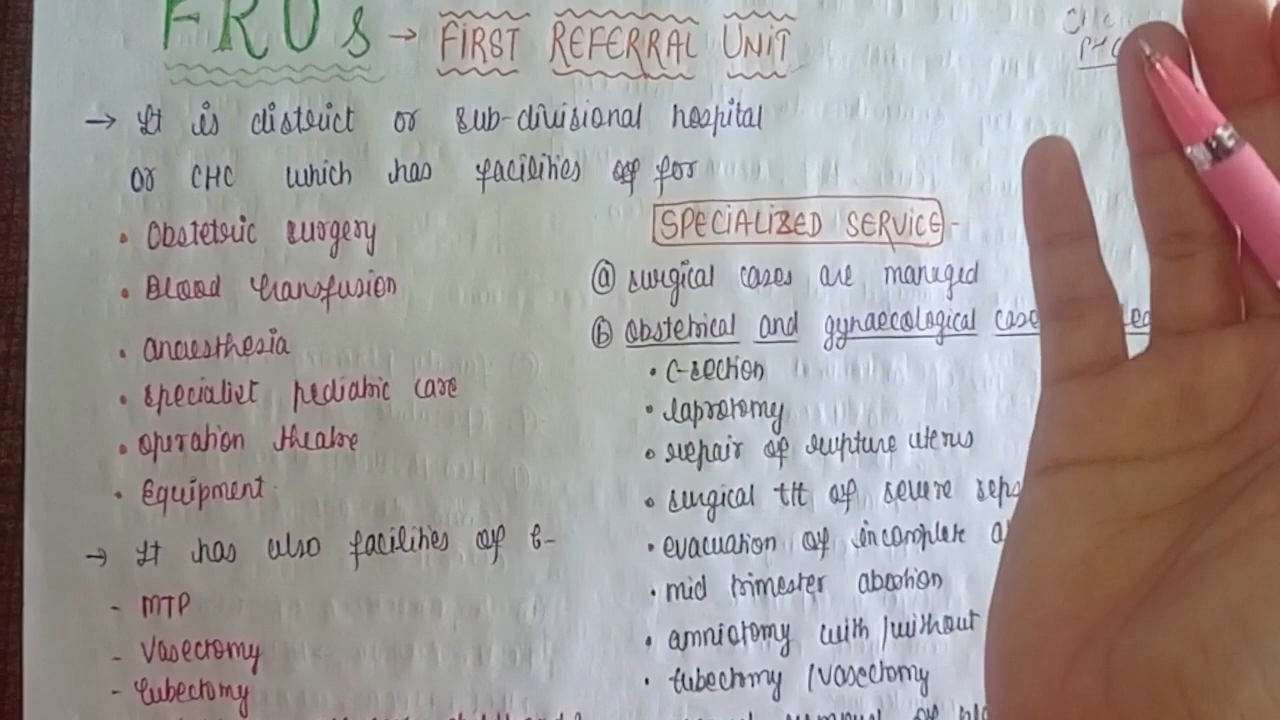 FRUs → FIRST REFERRAL UNIT
CHC
PHC
→ It is district or sub-divisional hospital
or CHC which has facilities of for
• Obstetric surgery
• Blood transfusion
• anaesthesia
• specialist pediatric care
• operation theatre
• Equipment
→ It has also facilities of :-
- MTP
- Vasectomy
- tubectomy
SPECIALIZED SERVICE -
(a) surgical cases are managed
(b) obstetrical and gynaecological
• C-section
• laprotomy
• repair of rupture uterus
• surgical ttt of severe
• evacuation of incomplete
• mid trimester abortion
• amniotomy with/without
• tubectomy /vasectomy